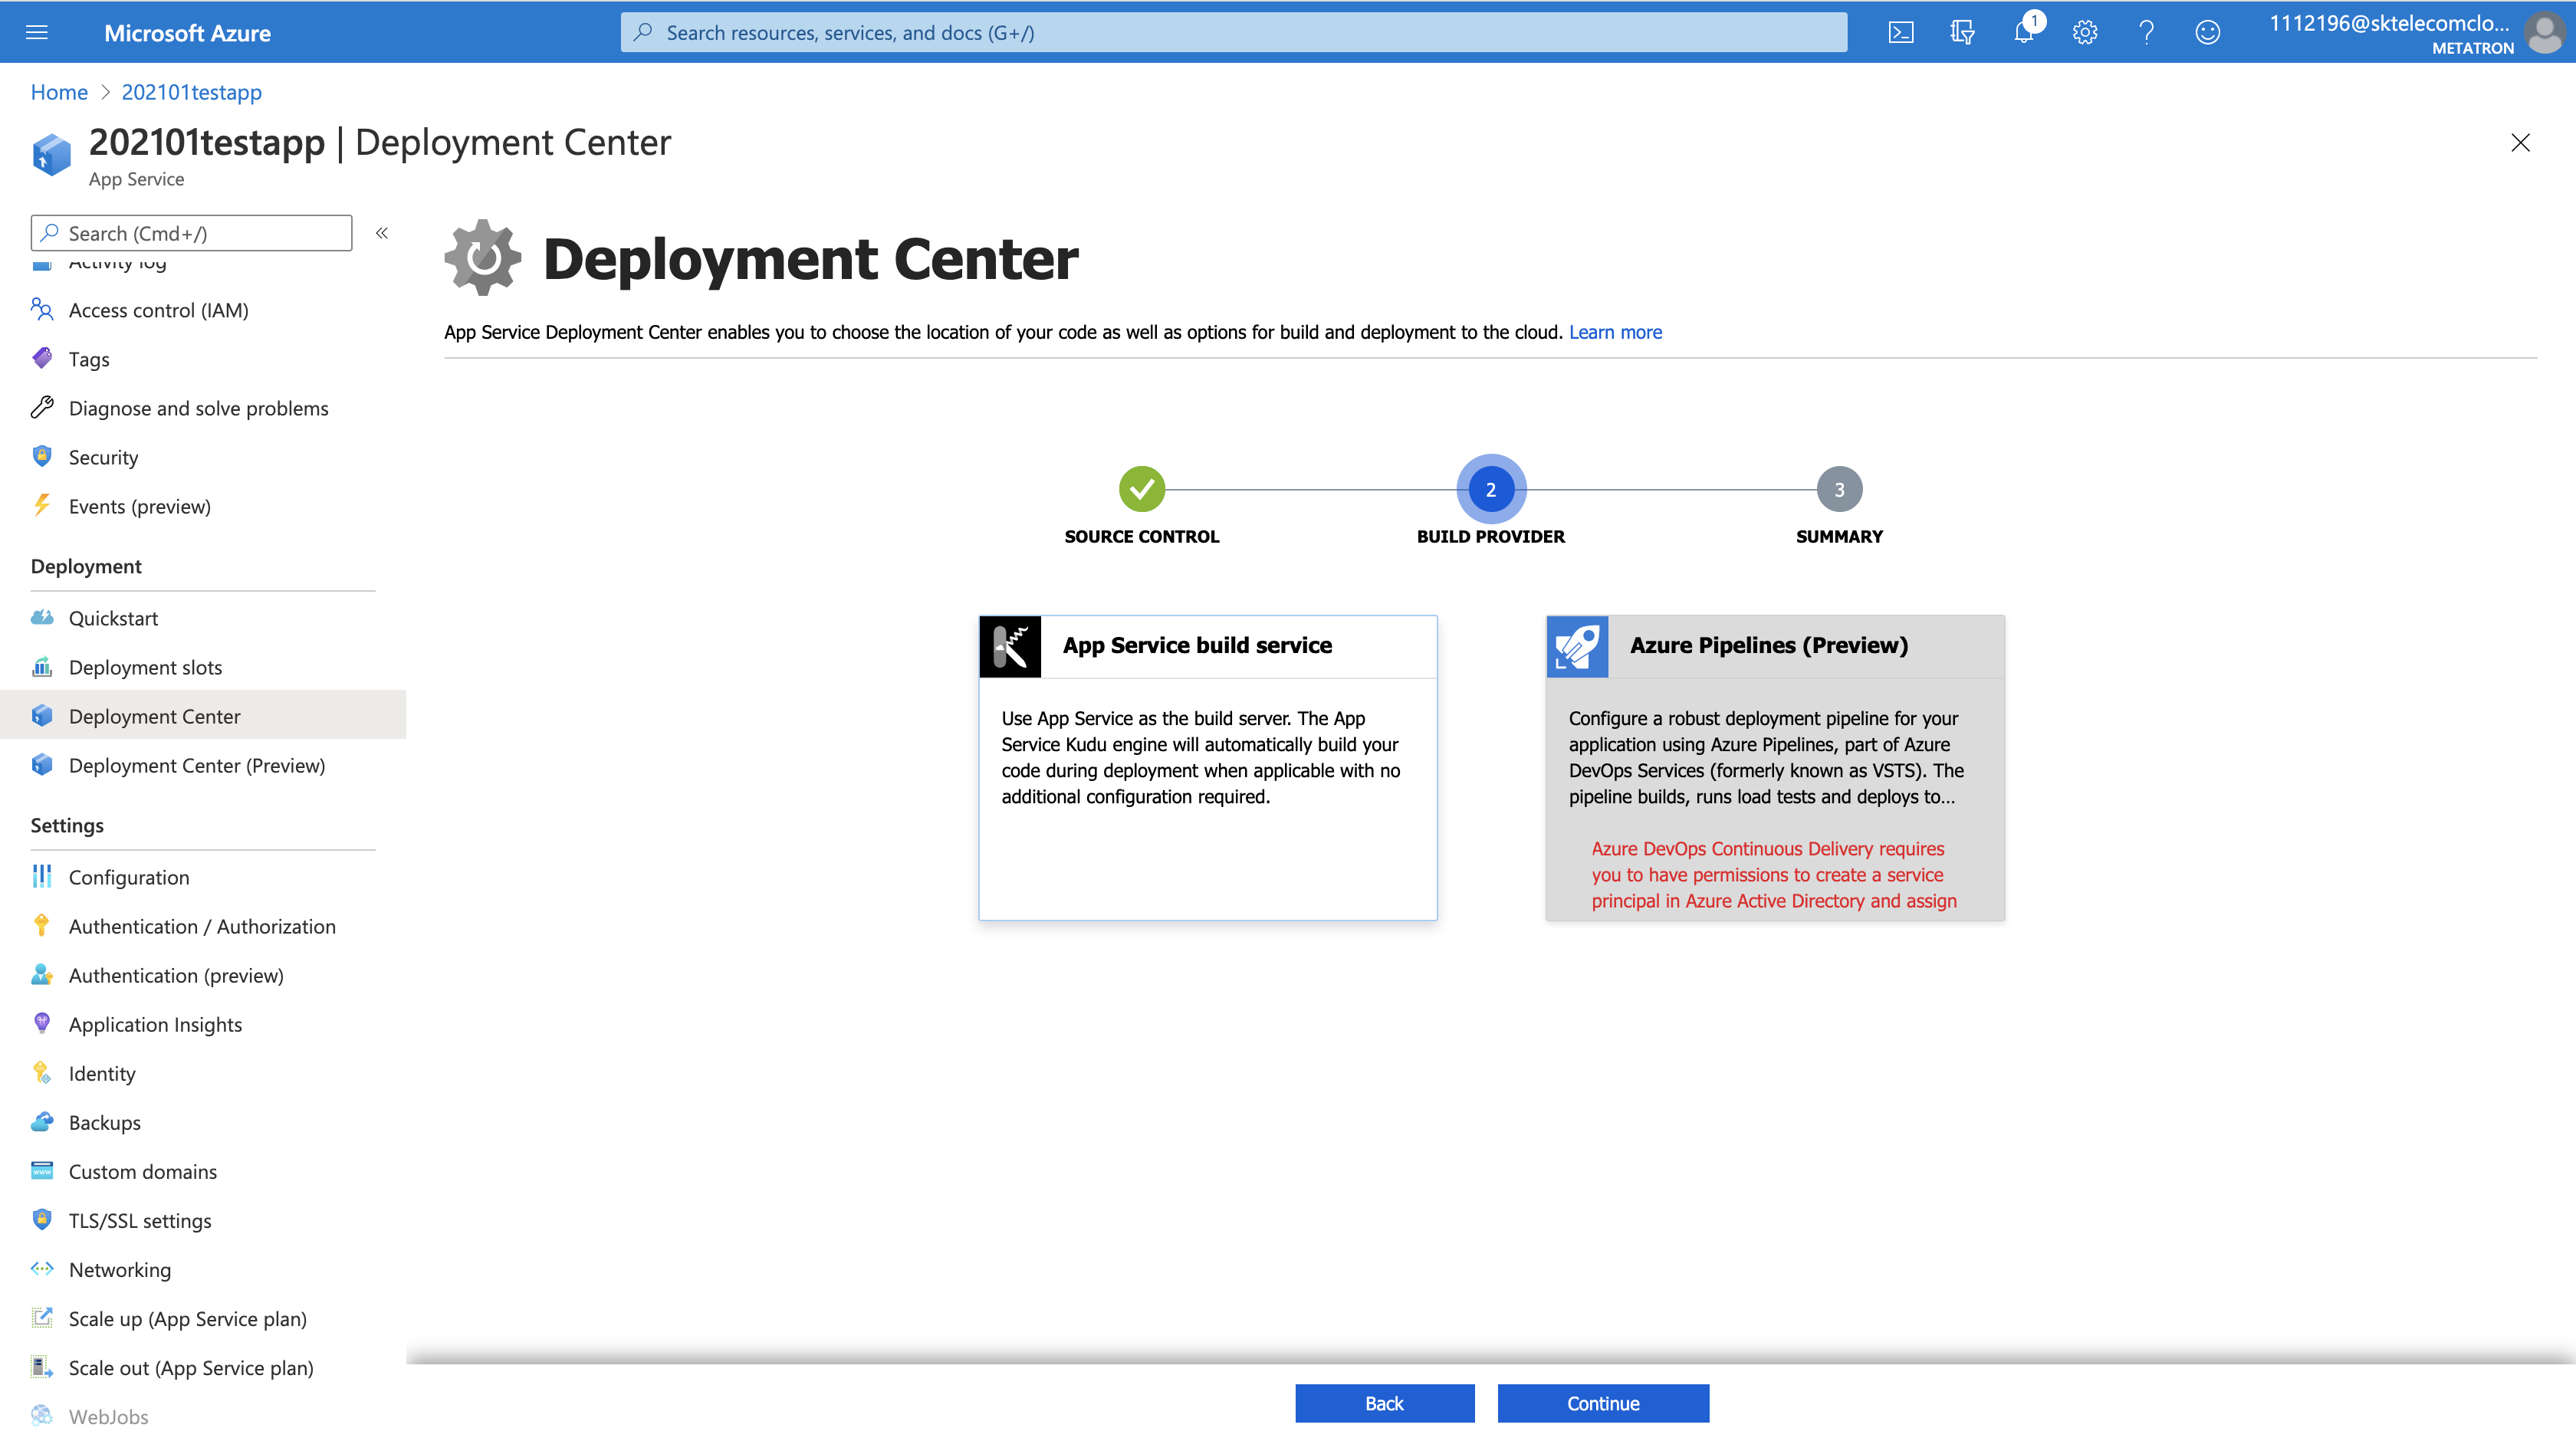 Microsoft Azure
Search resources, services, and docs (G+/)
1
1112196@sktelecomclo...
METATRON
Home > 202101testapp
202101testapp | Deployment Center
App Service
Search (Cmd+/)
«
Activity log
Access control (IAM)
Tags
Diagnose and solve problems
Security
Events (preview)
Deployment
Quickstart
Deployment slots
Deployment Center
Deployment Center (Preview)
Settings
Configuration
Authentication / Authorization
Authentication (preview)
Application Insights
Identity
Backups
Custom domains
TLS/SSL settings
Networking
Scale up (App Service plan)
Scale out (App Service plan)
WebJobs
Deployment Center
App Service Deployment Center enables you to choose the location of your code as well as options for build and deployment to the cloud. Learn more
2
3
SOURCE CONTROL
BUILD PROVIDER
SUMMARY
App Service build service
Use App Service as the build server. The App
Service Kudu engine will automatically build your
code during deployment when applicable with no
additional configuration required.
Azure Pipelines (Preview)
Configure a robust deployment pipeline for your
application using Azure Pipelines, part of Azure
DevOps Services (formerly known as VSTS). The
pipeline builds, runs load tests and deploys to...
Azure DevOps Continuous Delivery requires
you to have permissions to create a service
principal in Azure Active Directory and assign
Back
Continue